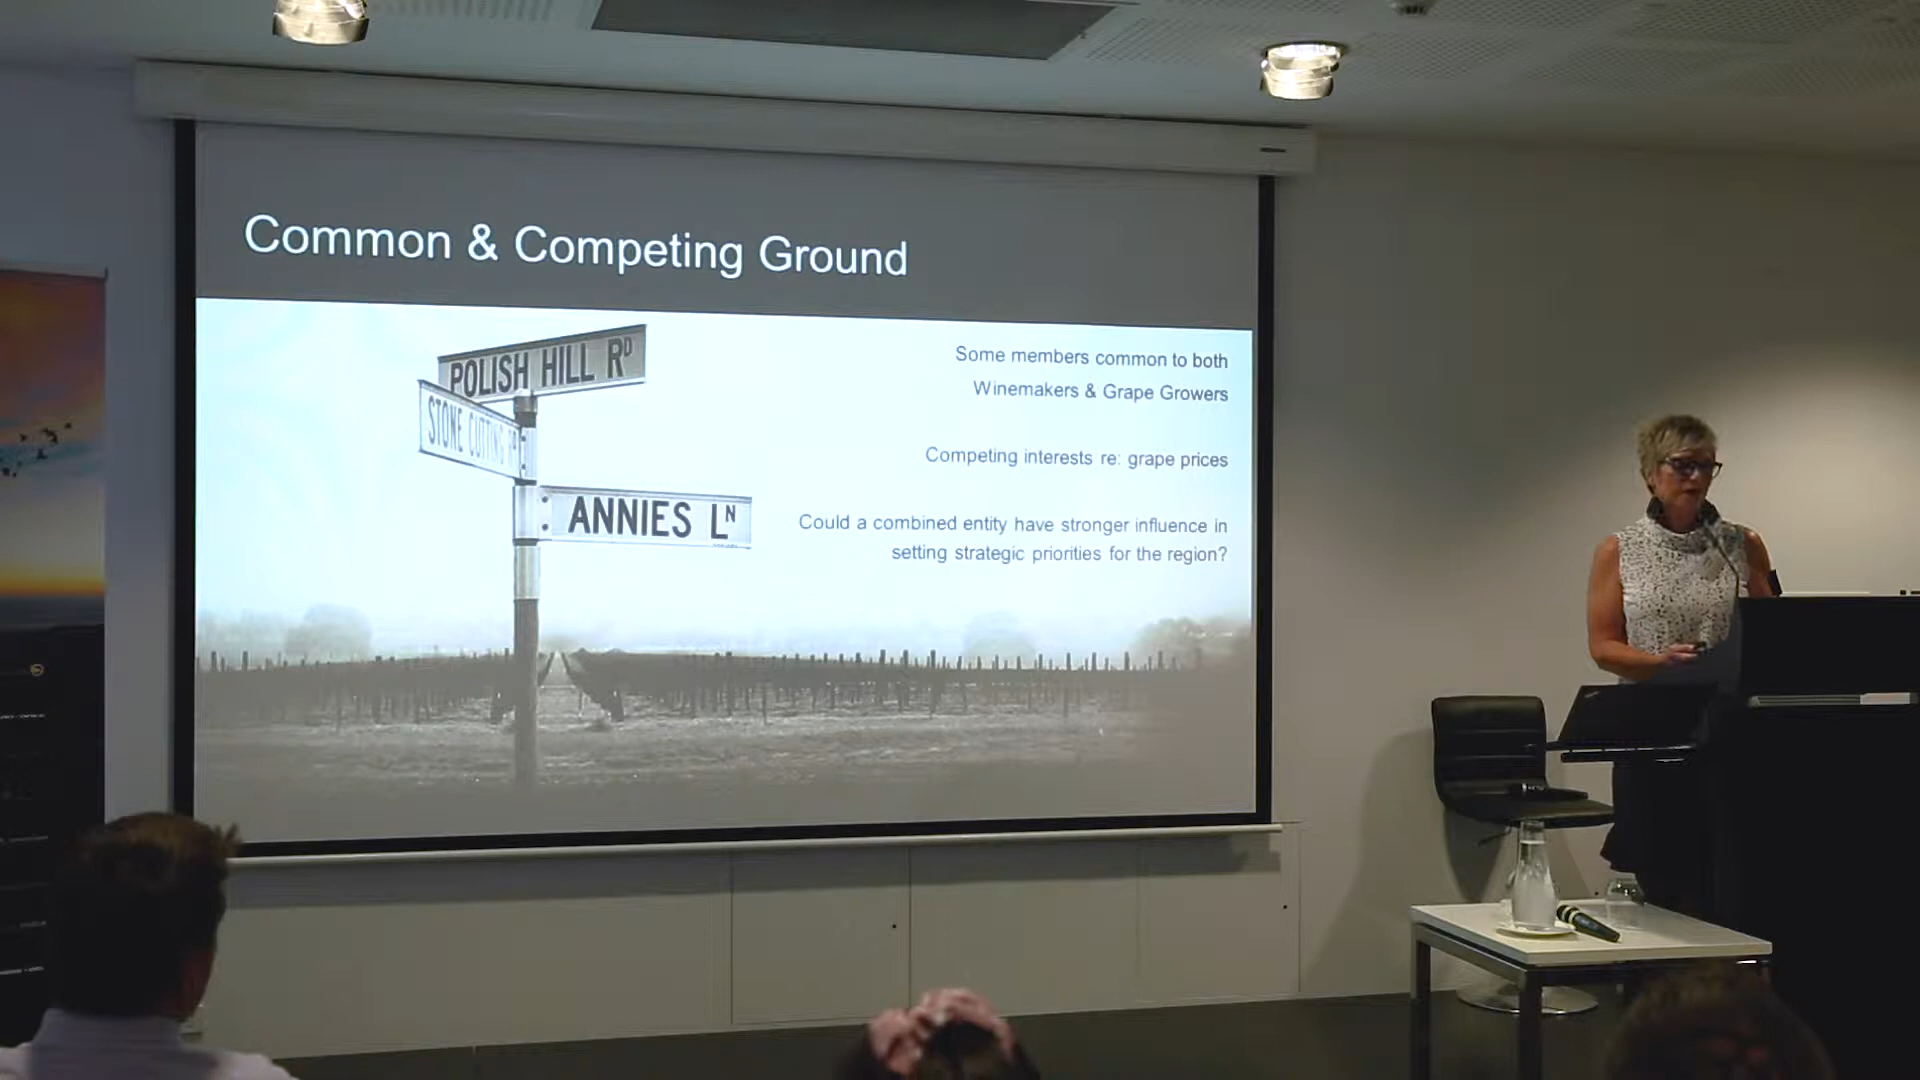 Common & Competing Ground
POLISH HILL RD
STONE CUTTING RD
ANNIES LN
Some members common to both
Winemakers & Grape Growers
Competing interests re: grape prices
Could a combined entity have stronger influence in
setting strategic priorities for the region?